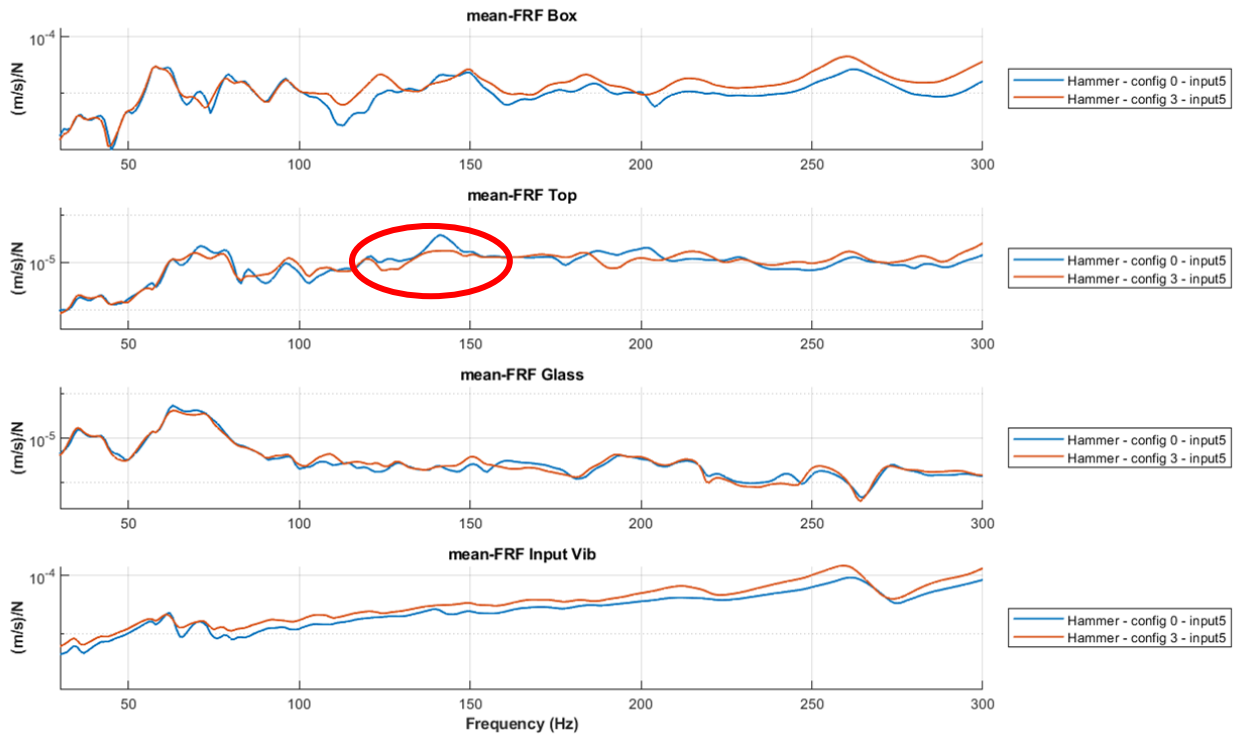 mean-FRF Box
10-4
(m/s)/N
50 100 150 200 250 300
Hammer - config 0 - input5
Hammer - config 3 - input5
mean-FRF Top
10-5
(m/s)/N
50 100 150 200 250 300
Hammer - config 0 - input5
Hammer - config 3 - input5
mean-FRF Glass
10-5
(m/s)/N
50 100 150 200 250 300
Hammer - config 0 - input5
Hammer - config 3 - input5
mean-FRF Input Vib
10-4
(m/s)/N
50 100 150 200 250 300
Frequency (Hz)
Hammer - config 0 - input5
Hammer - config 3 - input5